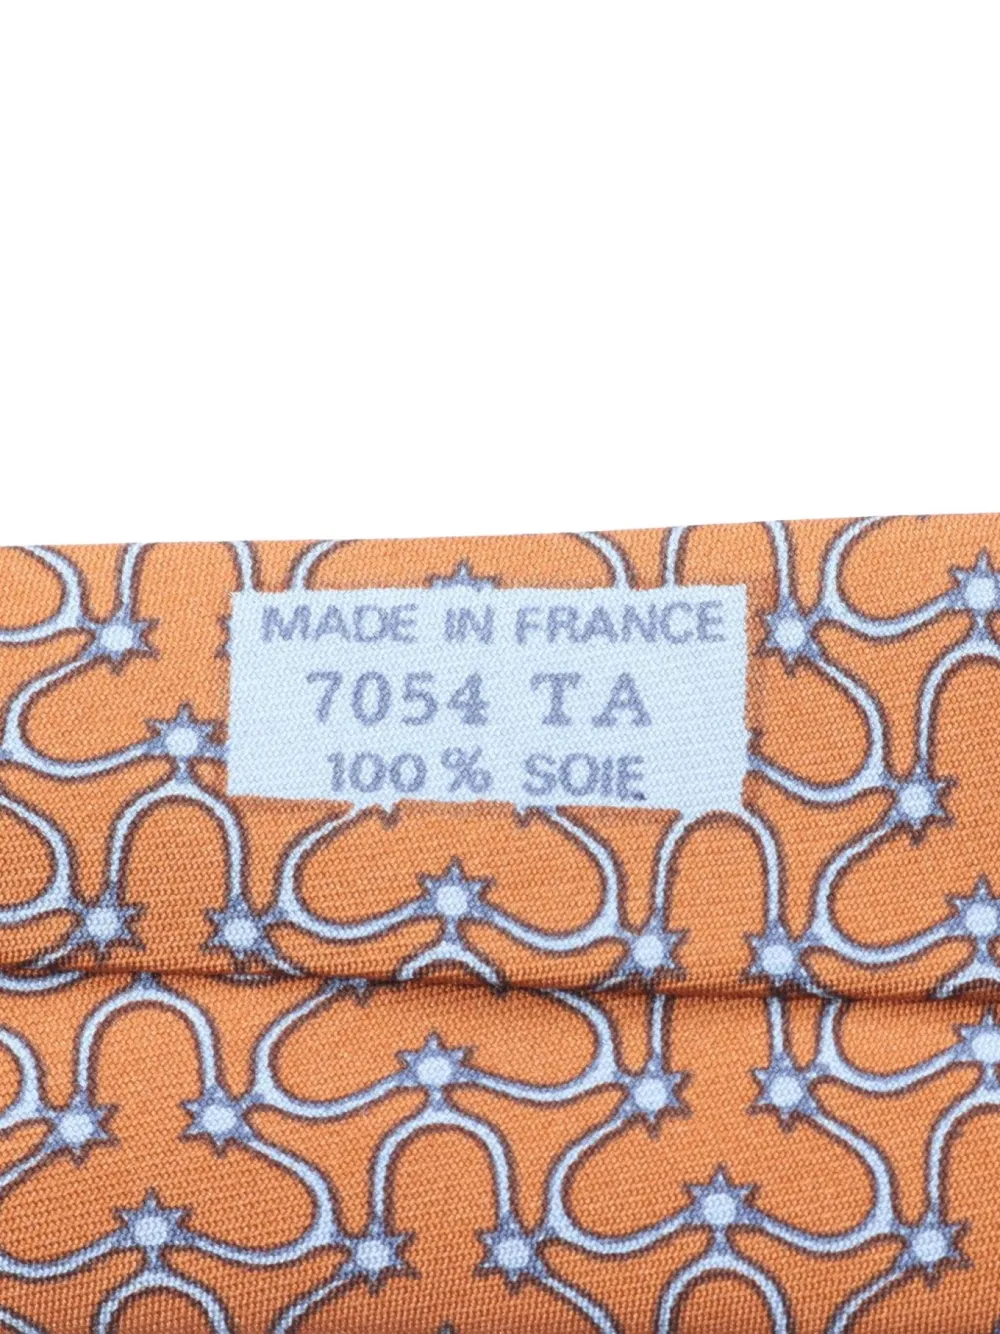 MADE IN FRANCE
7054 TA
100 % SOIE